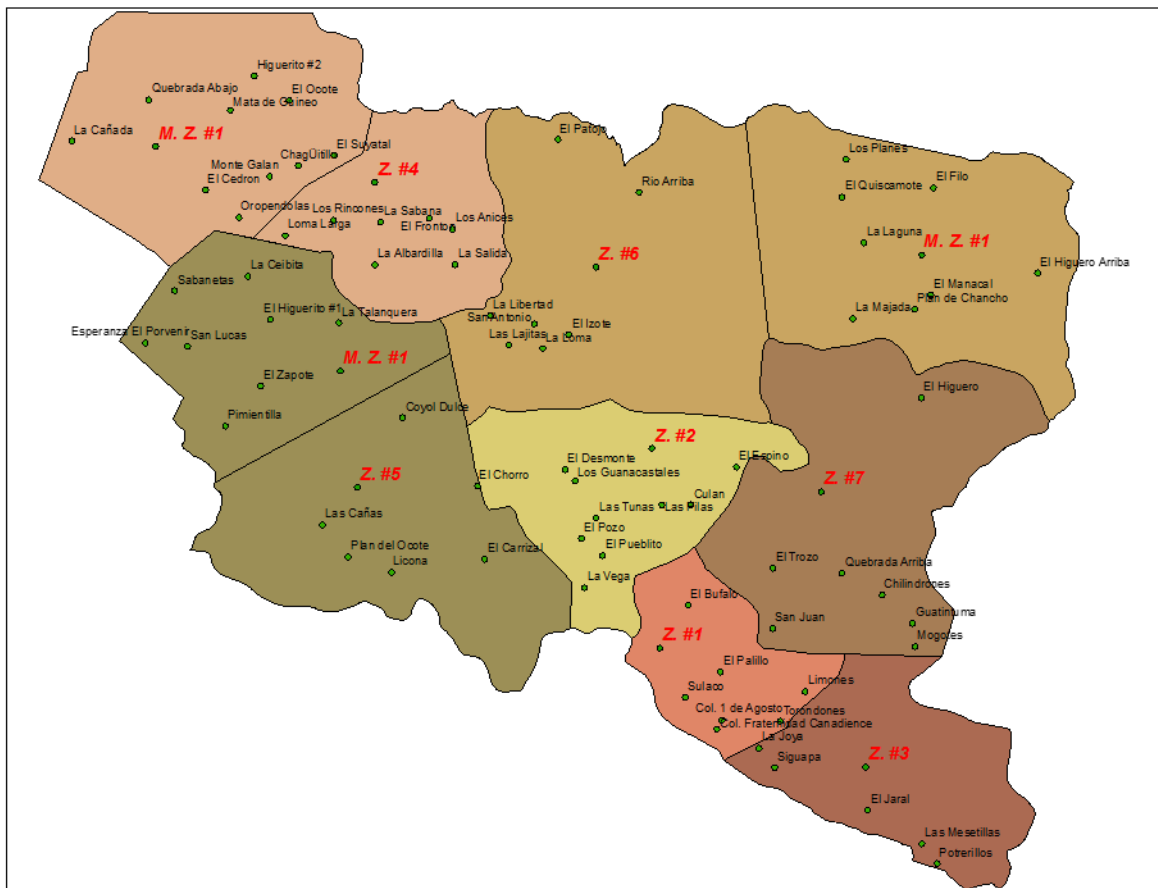 Higuerito #2
Quebrada Abajo
El Ocote
Mata de Guineo
La Cañada
M. Z. #1
ChagÜitillo
El Suyatal
Monte Galan
El Cedron
Oropendolas
Z. #4
Los Rincones
La Sabana
El Fronton
Los Anices
Loma Larga
La Albardilla
La Salida
El Patojo
Rio Arriba
Z. #6
La Libertad
San Antonio
El Izote
Las Lajitas
La Loma
Los Planes
El Filo
El Quiscamote
La Laguna
M. Z. #1
El Higuero Arriba
El Manacal
Plan de Chancho
La Majada
La Ceibita
Sabanetas
El Higuerito #1
La Talanquera
Esperanza
El Porvenir
San Lucas
M. Z. #1
El Zapote
Pimientilla
Coyol Dulce
Z. #5
El Chorro
Las Cañas
Plan del Ocote
Licona
El Carrizal
Z. #2
El Desmonte
El Espino
Los Guanacastales
Culan
Las Tunas
Las Pilas
El Pozo
El Pueblito
La Vega
El Higuero
Z. #7
El Trozo
Quebrada Arriba
Chilindrones
San Juan
Guatintuma
Mogotes
El Bufalo
Z. #1
El Palillo
Sulaco
Limones
Col. 1 de Agosto
Torondones
Col. Fraternidad Canadience
La Joya
Siguapa
Z. #3
El Jaral
Las Mesetillas
Potrerillos